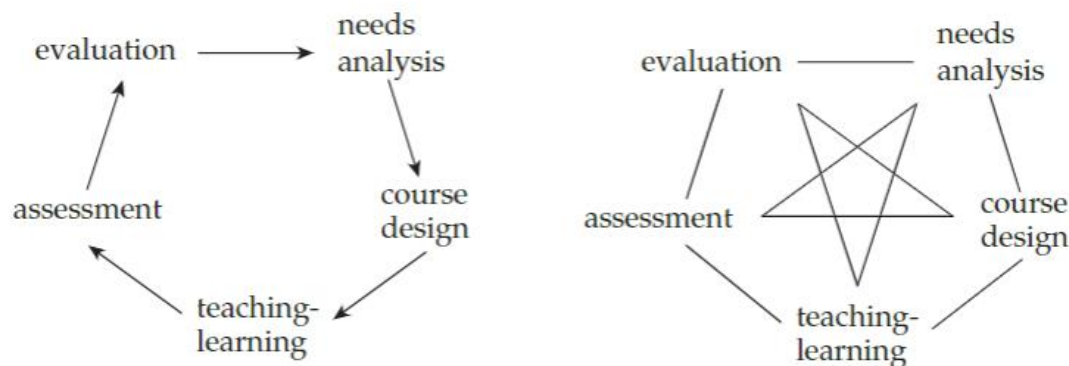 evaluation
needs
analysis
course
design
teaching-
learning
assessment
evaluation
needs
analysis
course
design
teaching-
learning
assessment